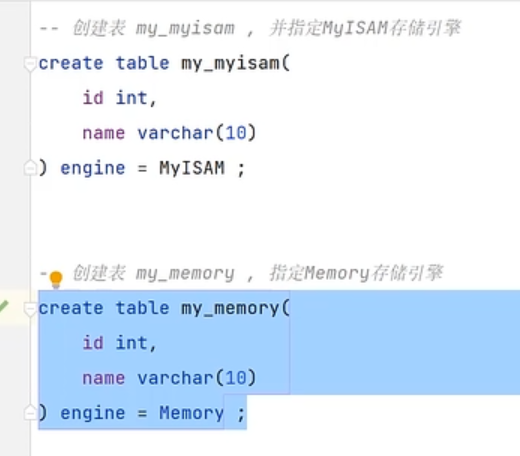 -- 创建表 my_myisam , 并指定MyISAM存储引擎
create table my_myisam(
    id int,
    name varchar(10)
) engine = MyISAM ;
- 创建表 my_memory , 指定Memory存储引擎
create table my_memory(
    id int,
    name varchar(10)
) engine = Memory ;